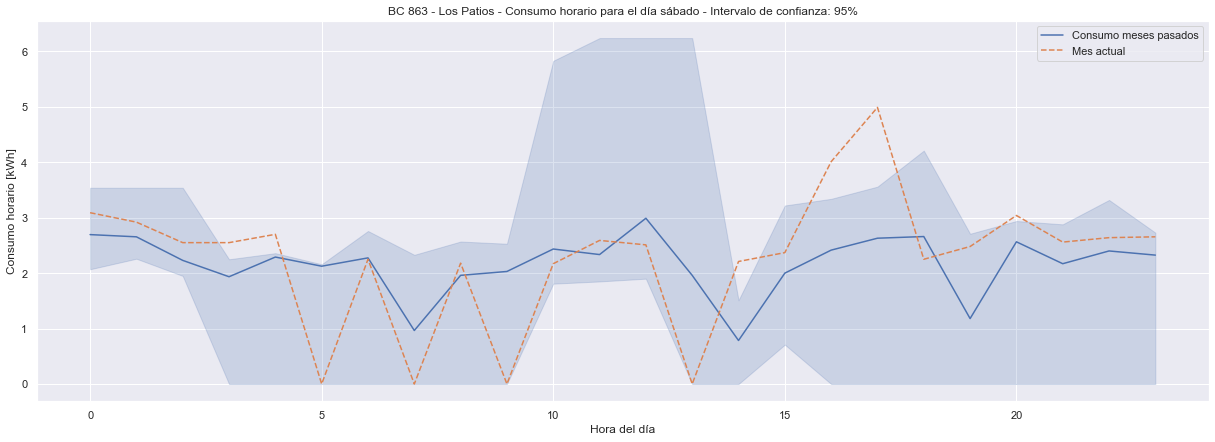 BC 863 - Los Patios - Consumo horario para el día sábado - Intervalo de confianza: 95%
Consumo meses pasados
Mes actual
Consumo horario [kWh]
6
5
4
3
2
1
0
0 5 10 15 20
Hora del día